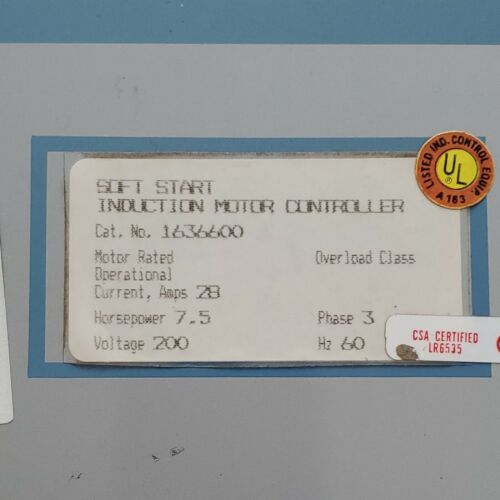 SOFT START
INDUCTION MOTOR CONTROLLER
Cat. No. 1636600
Motor Rated
Operational
Current, Amps 28
Overload Class
Horsepower 7.5
Phase 3
Voltage 200
Hz 60
LISTED IND. CONTROL EQUIP.
UL
®
A 163
CSA CERTIFIED
LR6535